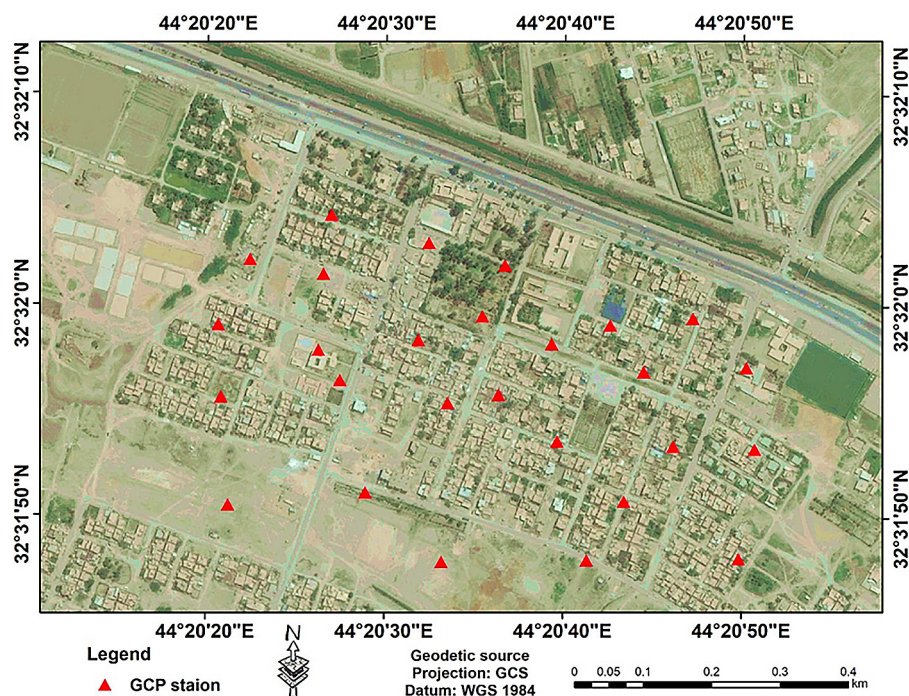 44°20'20"E 44°20'30"E 44°20'40"E 44°20'50"E
32°32'10"N 32°32'10"N
32°32'0"N 32°32'0"N
32°31'50"N 32°31'50"N
44°20'20"E 44°20'30"E 44°20'40"E 44°20'50"E
Legend
GCP staion
N
Geodetic source
Projection: GCS
Datum: WGS 1984
0 0.05 0.1 0.2 0.3 0.4
km